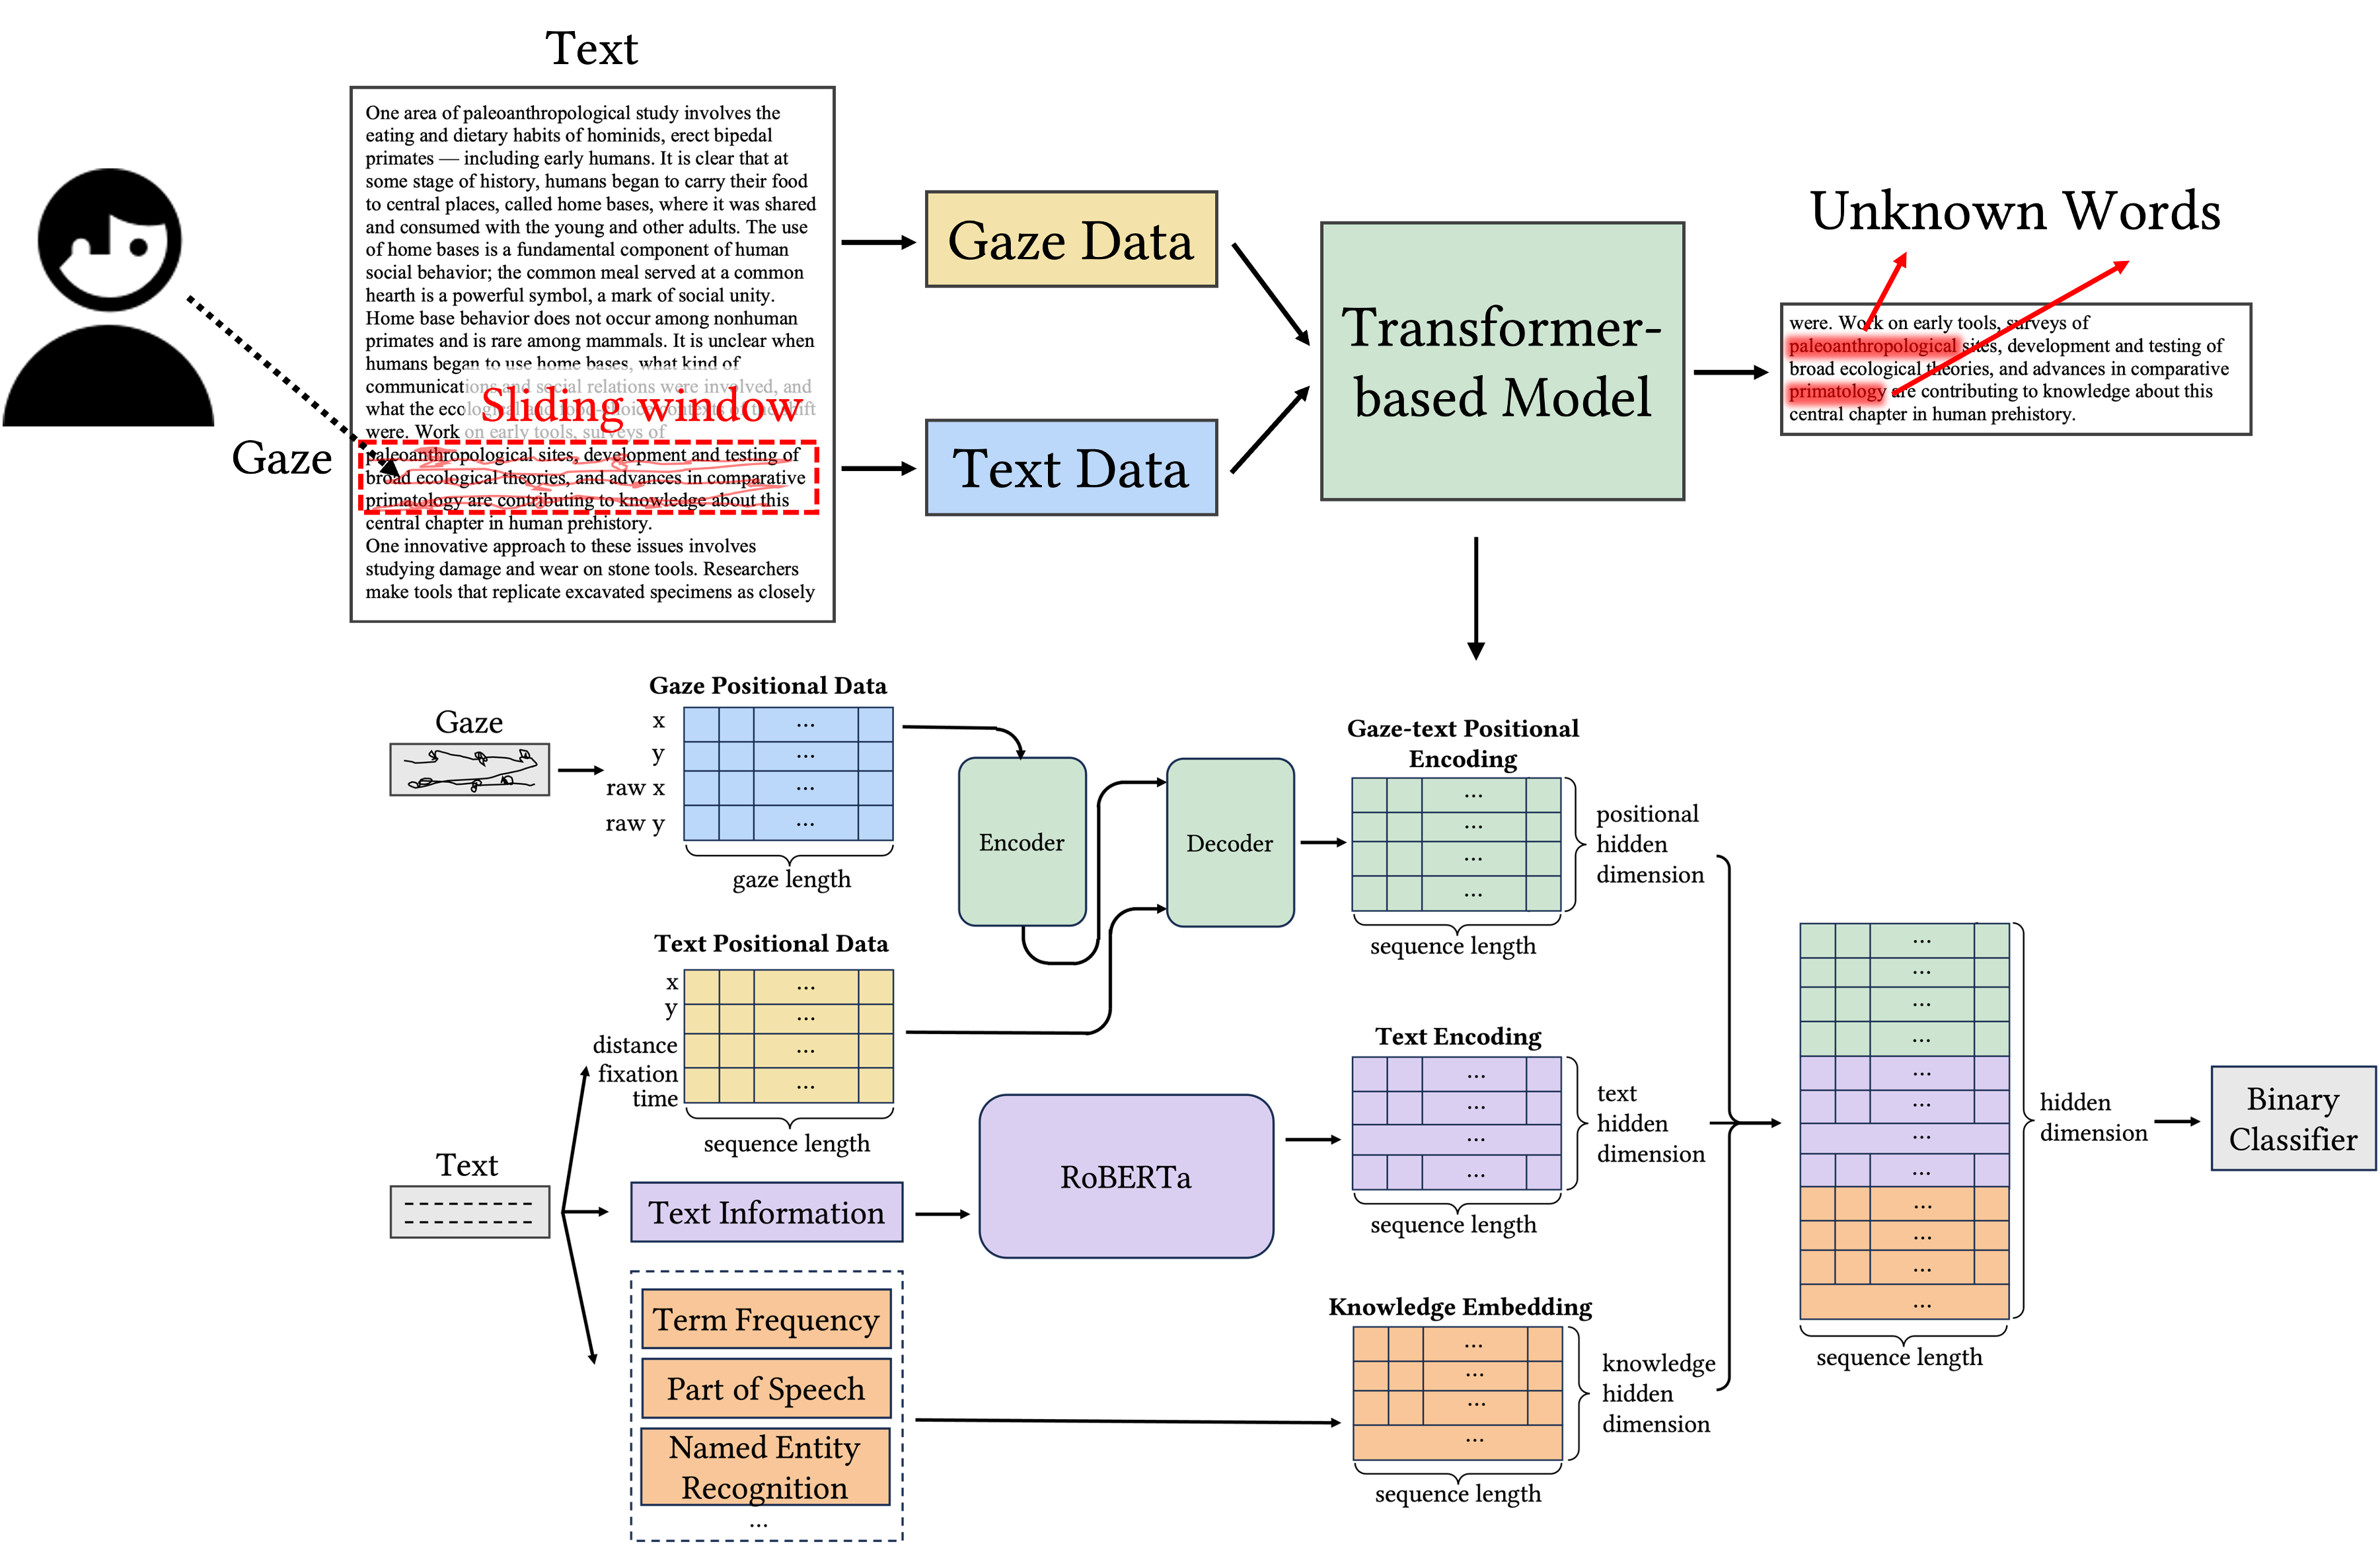 Text
One area of paleoanthropological study involves the
eating and dietary habits of hominids, erect bipedal
primates — including early humans. It is clear that at
some stage of history, humans began to carry their food
to central places, called home bases, where it was shared
and consumed with the young and other adults. The use
of home bases is a fundamental component of human
social behavior; the common meal served at a common
hearth is a powerful symbol, a mark of social unity.
Home base behavior does not occur among nonhuman
primates and is rare among mammals. It is unclear when
humans began to use home bases, what kind of
communications and social relations were involved, and
what the ecological and food-choice contexts of the shift
were. Work on early tools, surveys of
paleoanthropological sites, development and testing of
broad ecological theories, and advances in comparative
primatology are contributing to knowledge about this
central chapter in human prehistory.
One innovative approach to these issues involves
studying damage and wear on stone tools. Researchers
make tools that replicate excavated specimens as closely
Sliding window
Gaze
Gaze Data
Text Data
Transformer-
based Model
Unknown Words
were. Work on early tools, surveys of
paleoanthropological sites, development and testing of
broad ecological theories, and advances in comparative
primatology are contributing to knowledge about this
central chapter in human prehistory.
Gaze
Gaze Positional Data
x
...
y
...
raw x
...
raw y
...
gaze length
Encoder
Decoder
Gaze-text Positional
Encoding
...
...
...
...
positional
hidden
dimension
sequence length
Text Positional Data
x
...
y
...
distance
...
fixation
time
...
sequence length
Text
Text Information
RoBERTa
Text Encoding
...
...
...
...
text
hidden
dimension
sequence length
Term Frequency
Part of Speech
Named Entity
Recognition
...
Knowledge Embedding
...
...
...
...
knowledge
hidden
dimension
sequence length
...
...
...
...
...
...
...
...
...
...
...
...
hidden
dimension
sequence length
Binary
Classifier